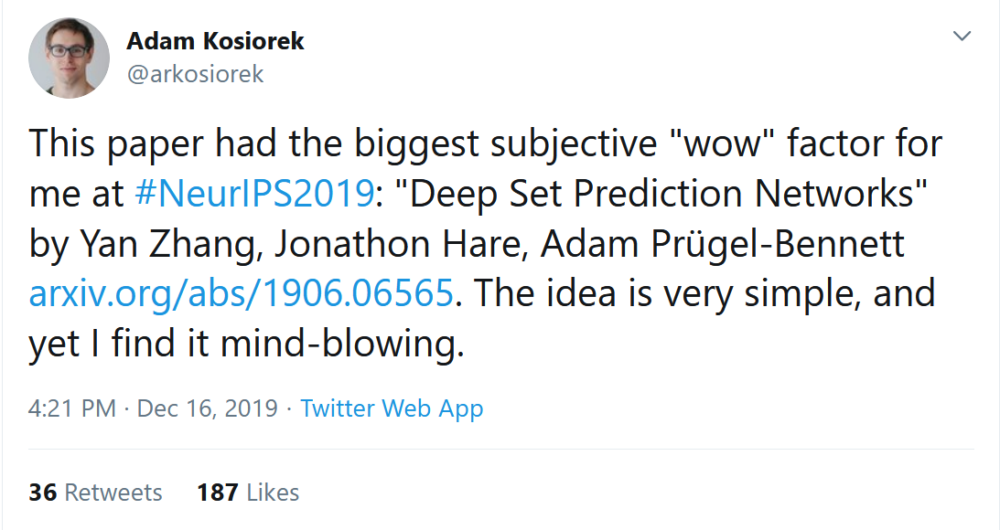 Adam Kosiorek
@arkosiorek
This paper had the biggest subjective "wow" factor for
me at #NeurIPS2019: "Deep Set Prediction Networks"
by Yan Zhang, Jonathon Hare, Adam Prügel-Bennett
arxiv.org/abs/1906.06565. The idea is very simple, and
yet I find it mind-blowing.
4:21 PM · Dec 16, 2019 · Twitter Web App
36 Retweets 187 Likes